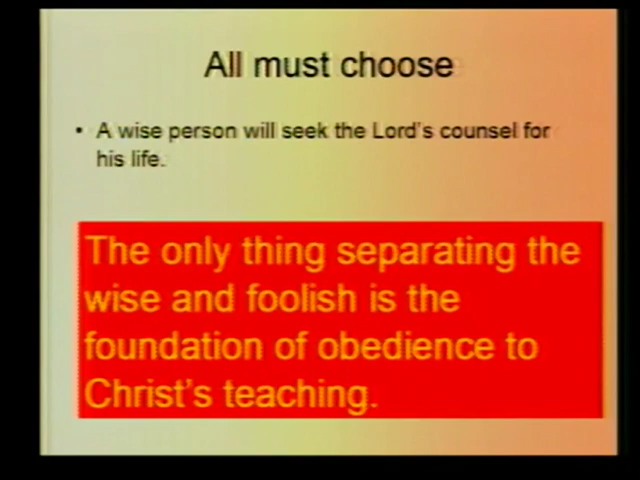 All must choose
• A wise person will seek the Lord's counsel for
his life.
The only thing separating the
wise and foolish is the
foundation of obedience to
Christ's teaching.